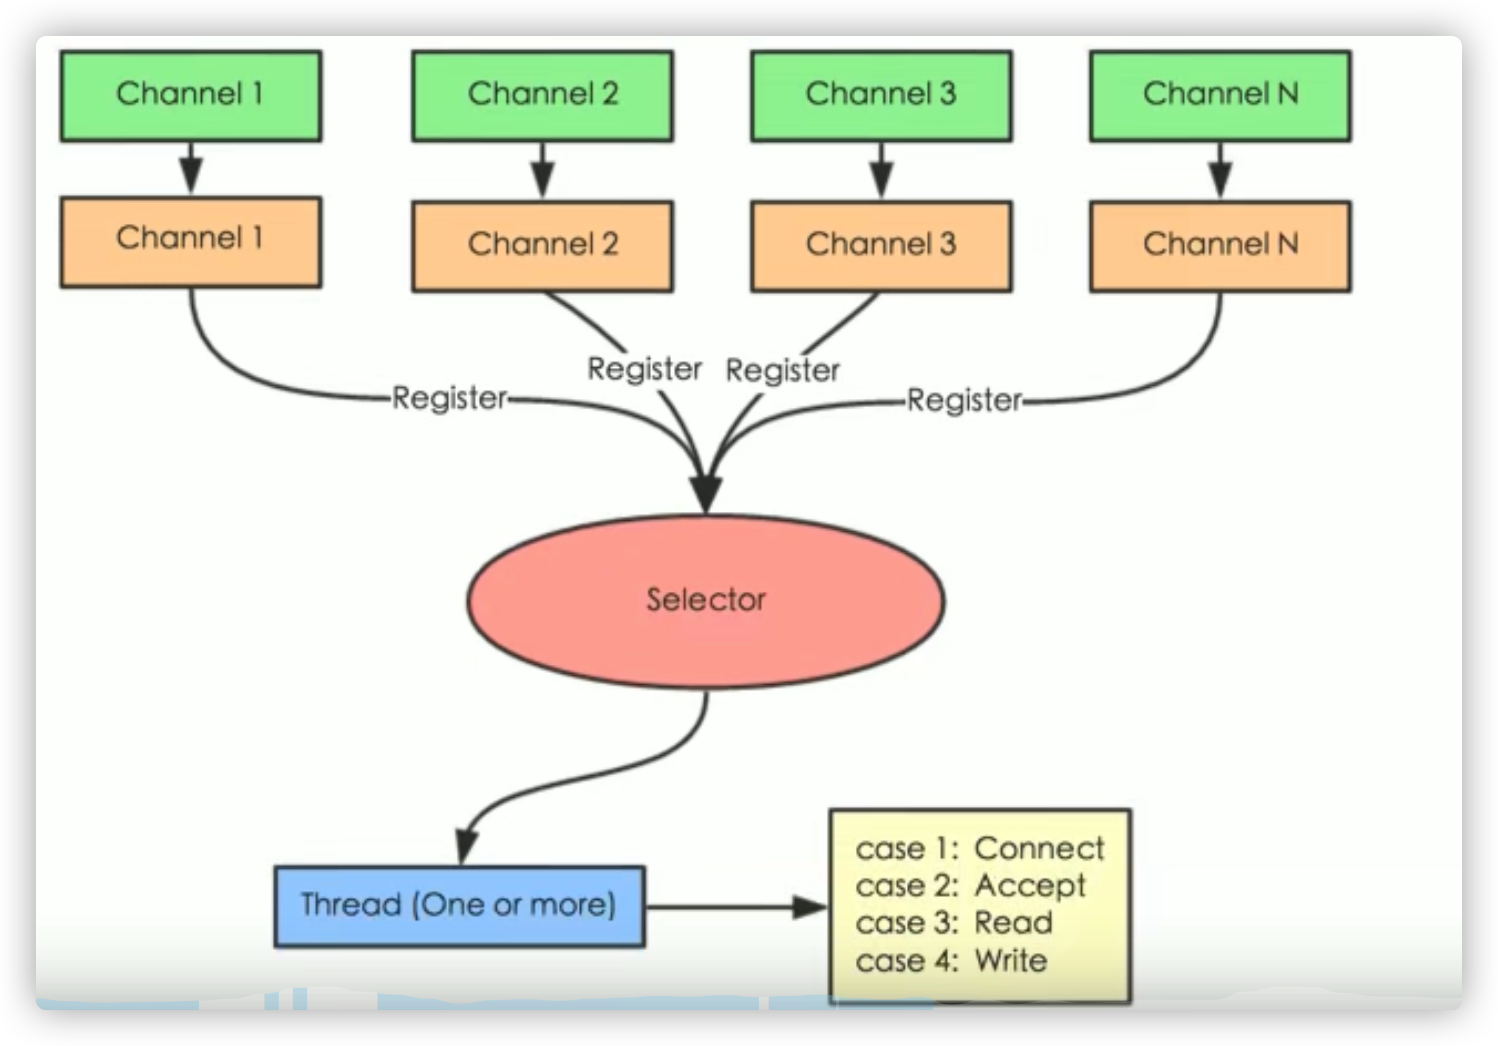 Channel 1
Channel 2
Channel 3
Channel N
Channel 1
Channel 2
Channel 3
Channel N
Register
Register
Register
Register
Selector
Thread (One or more)
case 1: Connect
case 2: Accept
case 3: Read
case 4: Write